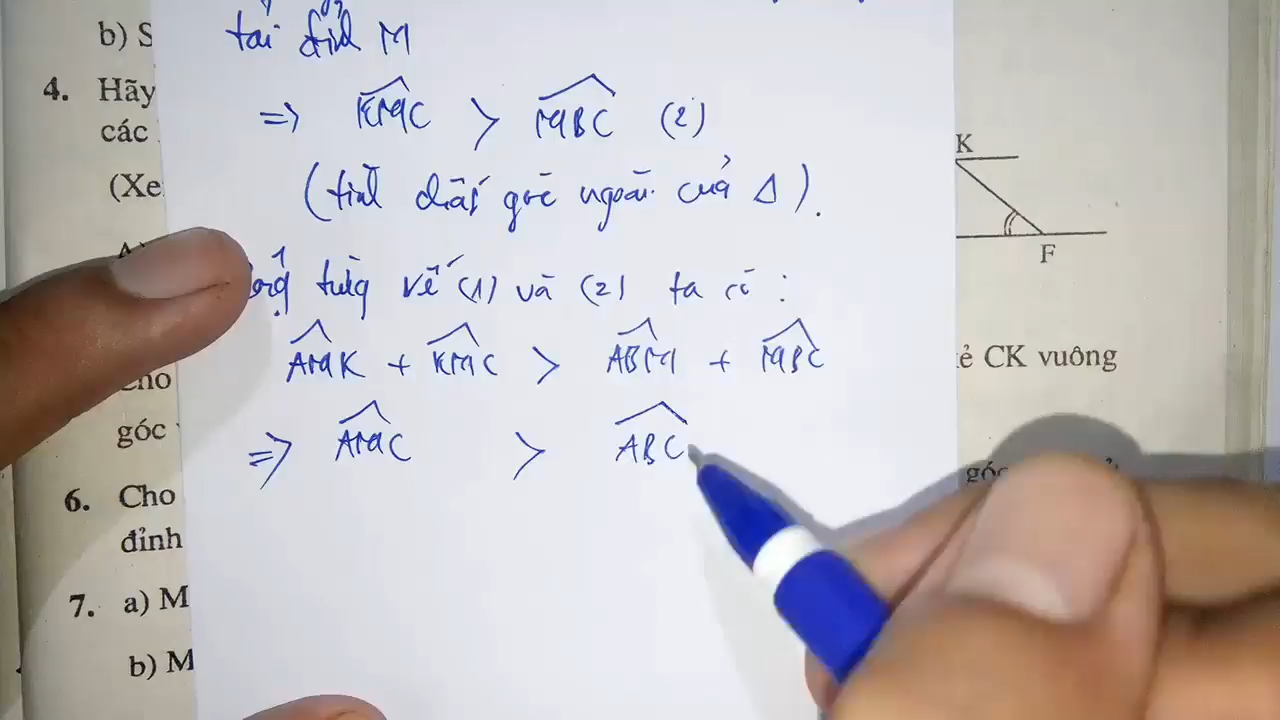 b) S
tại đỉnh M
4. Hãy
các
=> KMC > MBC (2)
K
(Xe
(tính chất góc ngoài của Δ).
F
từng vế (1) và (2) ta có :
AMK + KMC > ABM + MBC
Cho
kẻ CK vuông
góc
=> AMC > ABC
góc
6. Cho
đỉnh
7. a) M
b) M